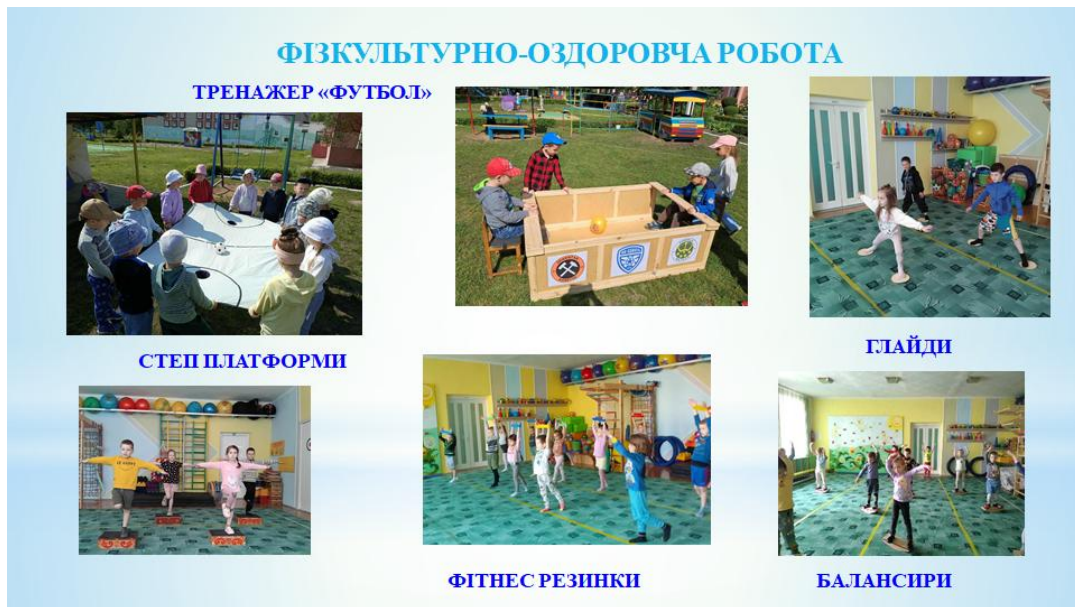 ФІЗКУЛЬТУРНО-ОЗДОРОВЧА РОБОТА
ТРЕНАЖЕР «ФУТБОЛ»
ГЛАЙДИ
СТЕП ПЛАТФОРМИ
ФІТНЕС РЕЗИНКИ
БАЛАНСИРИ